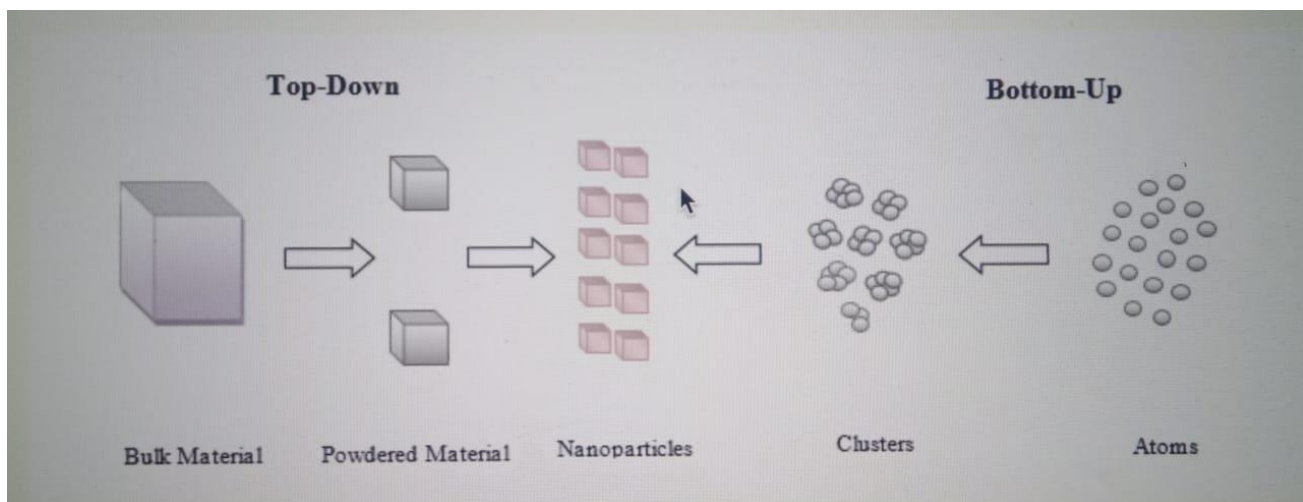 Top-Down
Bottom-Up
Bulk Material
Powdered Material
Nanoparticles
Clusters
Atoms